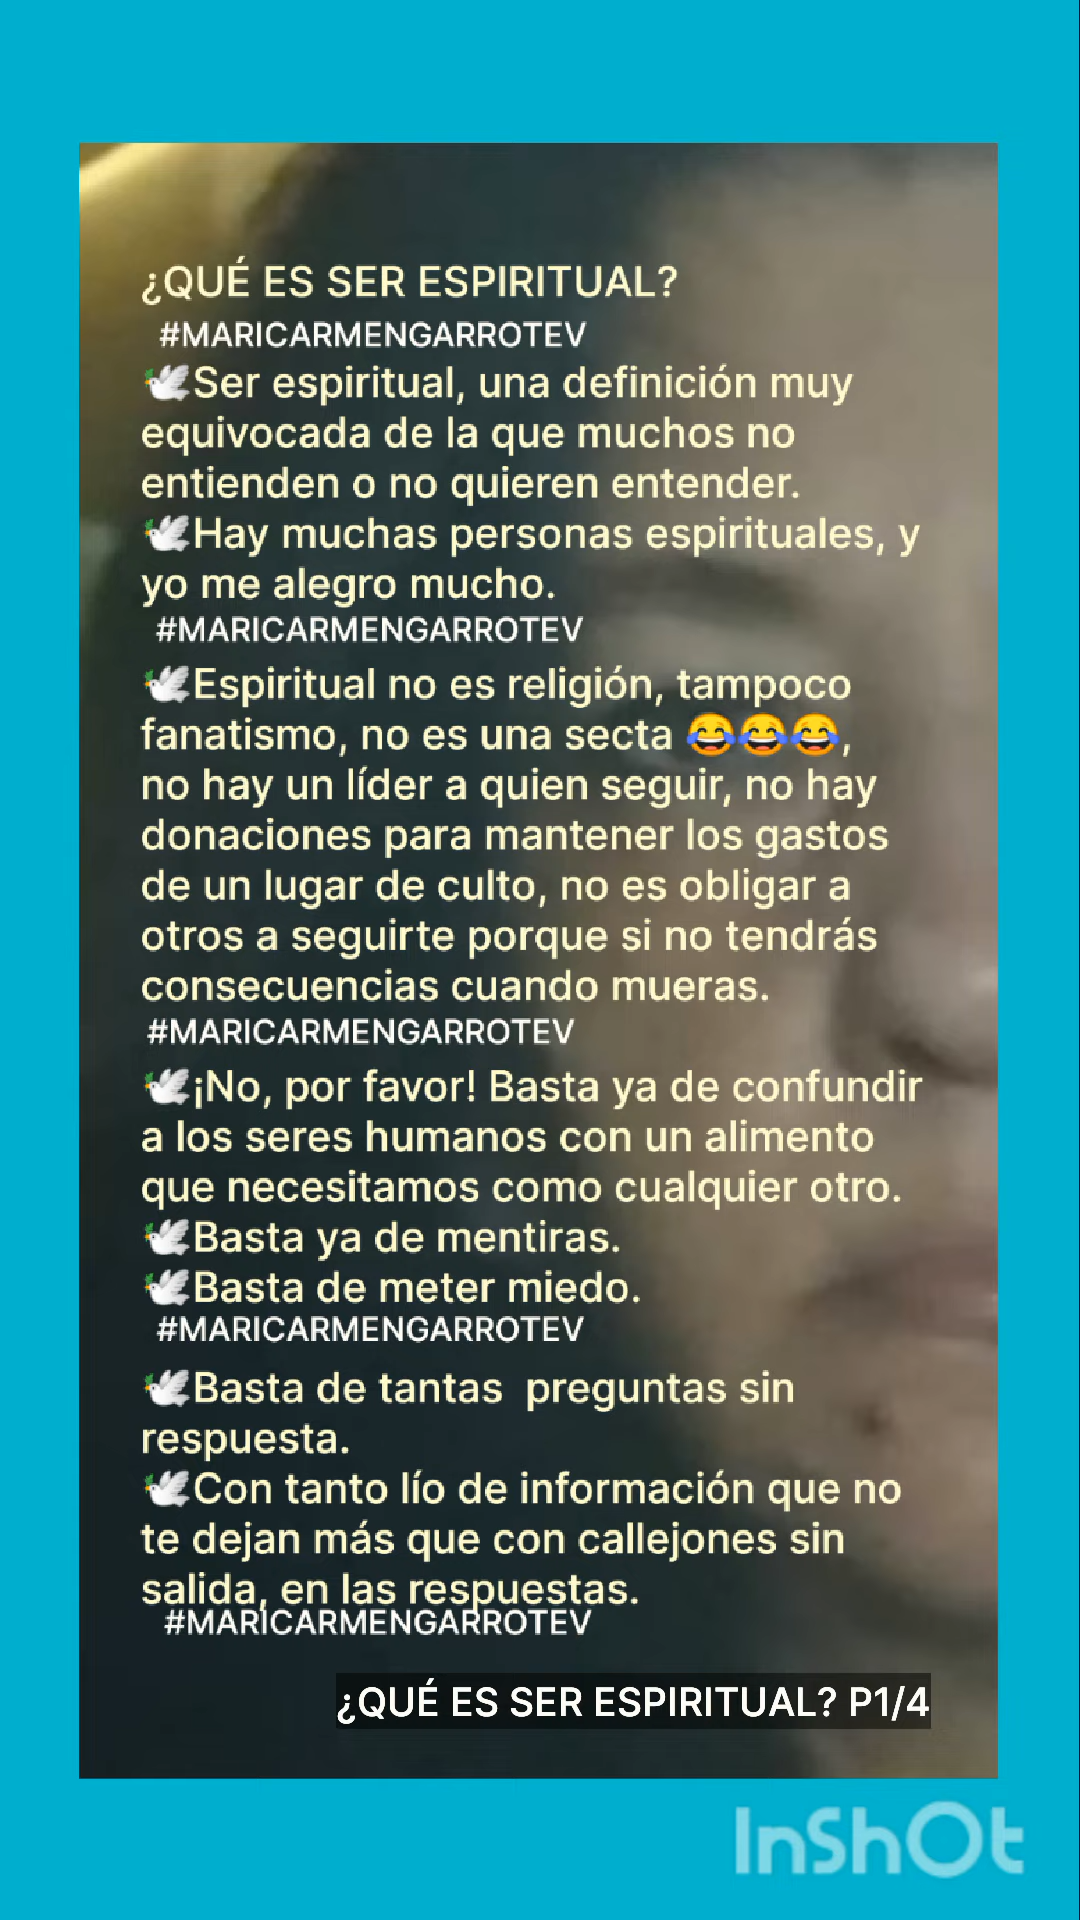 ¿QUÉ ES SER ESPIRITUAL?
#MARICARMENGARROTEV
🕊️Ser espiritual, una definición muy
equivocada de la que muchos no
entienden o no quieren entender.
🕊️Hay muchas personas espirituales, y
yo me alegro mucho.
#MARICARMENGARROTEV
🕊️Espiritual no es religión, tampoco
fanatismo, no es una secta 😂😂😂,
no hay un líder a quien seguir, no hay
donaciones para mantener los gastos
de un lugar de culto, no es obligar a
otros a seguirte porque si no tendrás
consecuencias cuando mueras.
#MARICARMENGARROTEV
🕊️¡No, por favor! Basta ya de confundir
a los seres humanos con un alimento
que necesitamos como cualquier otro.
🕊️Basta ya de mentiras.
🕊️Basta de meter miedo.
#MARICARMENGARROTEV
🕊️Basta de tantas  preguntas sin
respuesta.
🕊️Con tanto lío de información que no
te dejan más que con callejones sin
salida, en las respuestas.
#MARICARMENGARROTEV
¿QUÉ ES SER ESPIRITUAL? P1/4
InShOt